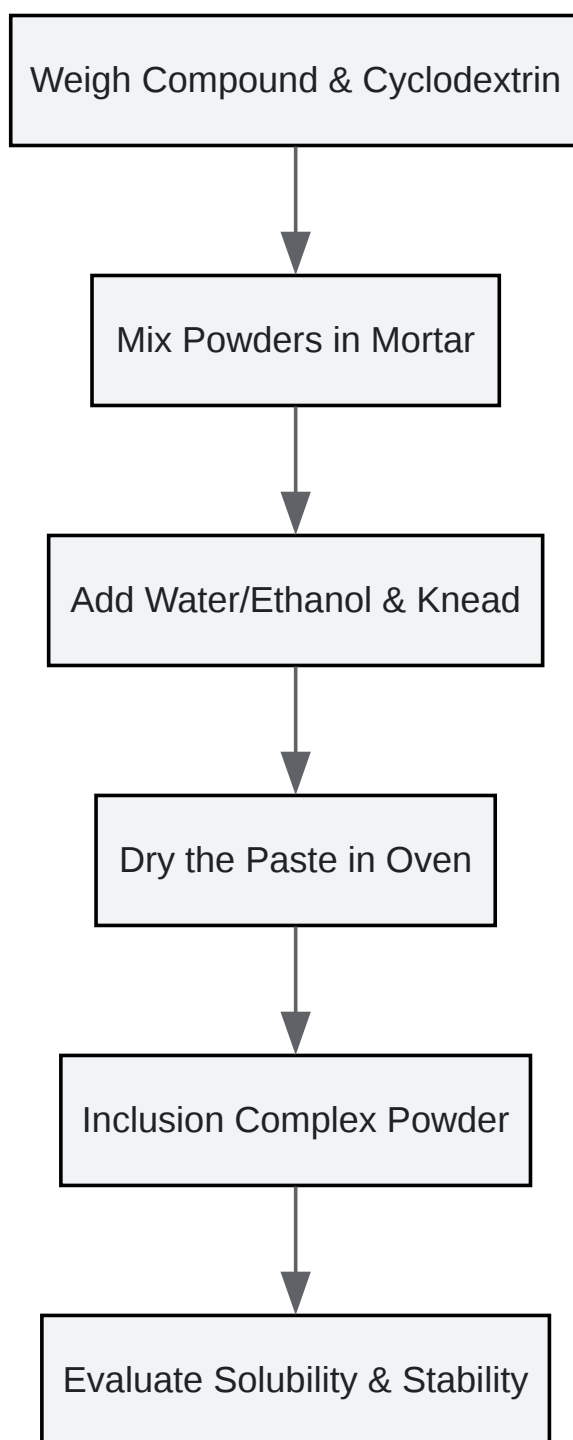 Weigh Compound & Cyclodextrin
Mix Powders in Mortar
Add Water/Ethanol & Knead
Dry the Paste in Oven
Inclusion Complex Powder
Evaluate Solubility & Stability